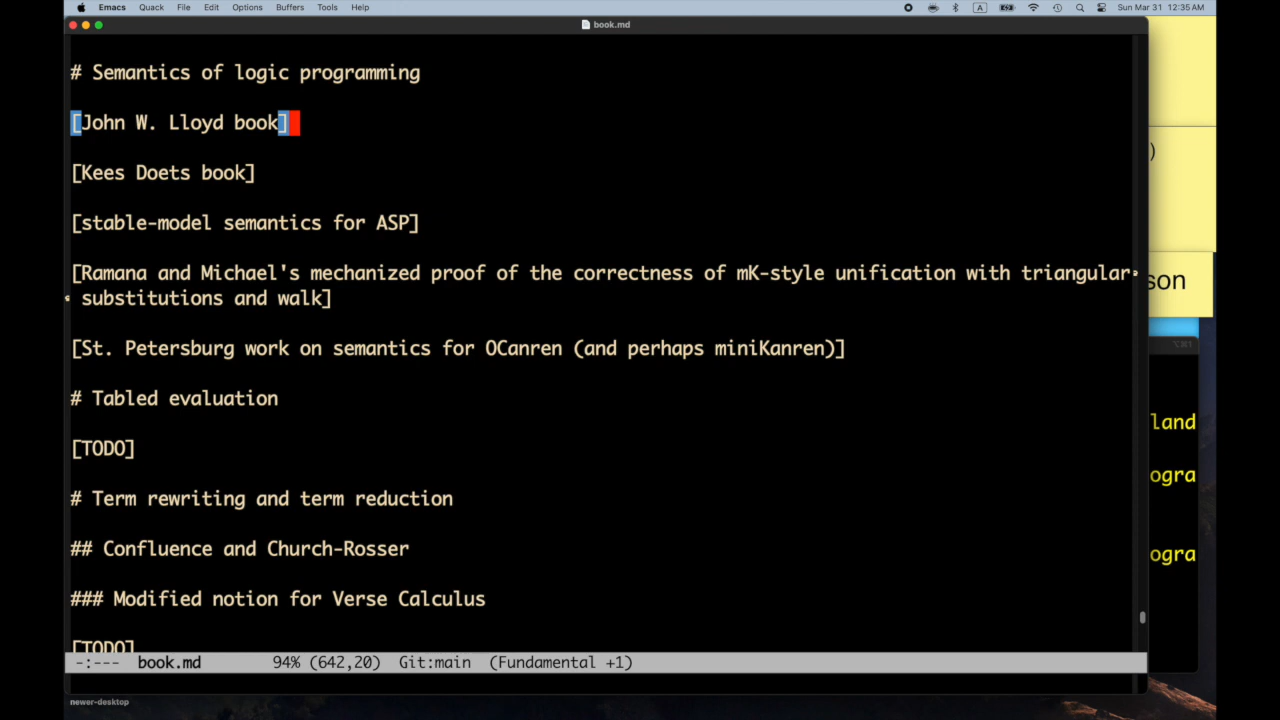 Emacs Quack File Edit Options Buffers Tools Help A Sun Mar 31 12:35 AM
book.md
# Semantics of logic programming
[John W. Lloyd book]
[Kees Doets book]
[stable-model semantics for ASP]
[Ramana and Michael's mechanized proof of the correctness of mK-style unification with triangular
substitutions and walk]
[St. Petersburg work on semantics for OCanren (and perhaps miniKanren)]
# Tabled evaluation
[TODO]
# Term rewriting and term reduction
## Confluence and Church-Rosser
### Modified notion for Verse Calculus
[TODO]
-:--- book.md 94% (642,20) Git:main (Fundamental +1)
)
son
⌥⌘1
land
ogra
ogra
newer-desktop